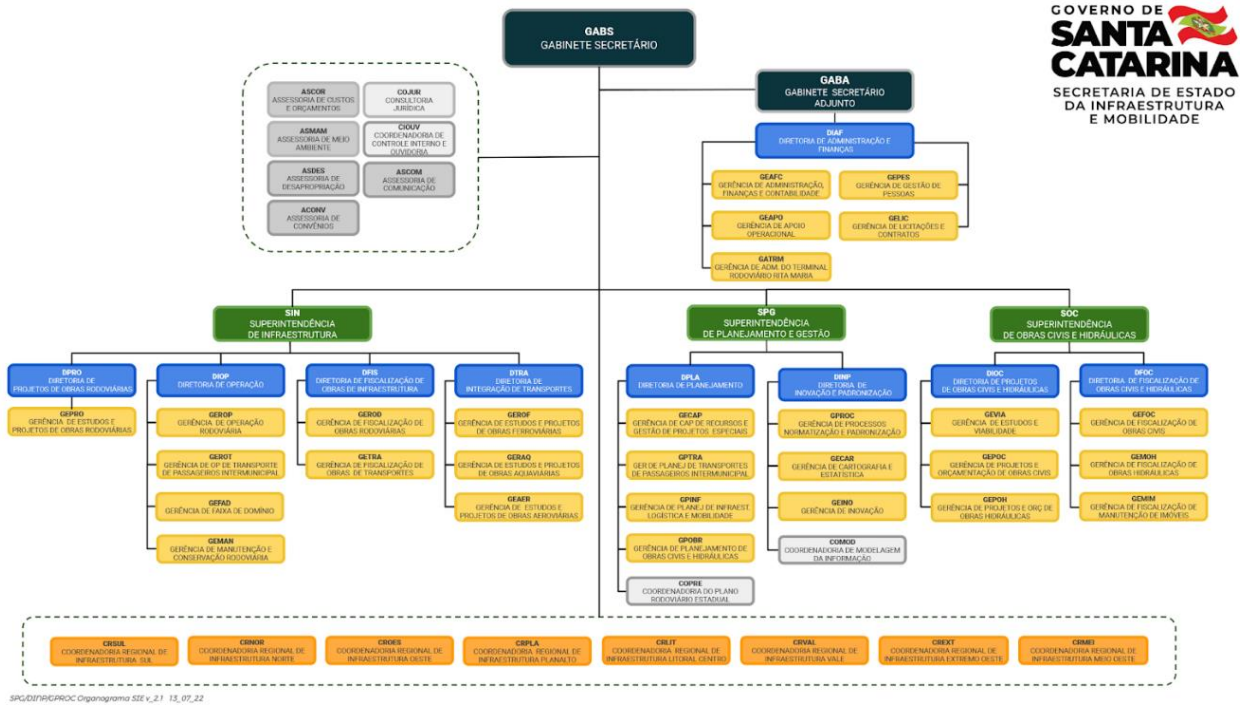 GOVERNO DE
SANTA
CATARINA
SECRETARIA DE ESTADO
DA INFRAESTRUTURA
E MOBILIDADE
GABS
GABINETE SECRETÁRIO
GABA
GABINETE SECRETÁRIO
ADJUNTO
ASCOR
ASSESSORIA DE CUSTOS
E ORÇAMENTOS
COJUR
CONSULTORIA
JURÍDICA
ASMAM
ASSESSORIA DE MEIO
AMBIENTE
CIOUV
COORDENADORIA DE
CONTROLE INTERNO E
OUVIDORIA
ASDES
ASSESSORIA DE
DESAPROPRIAÇÃO
ASCOM
ASSESSORIA DE
COMUNICAÇÃO
ACONV
ASSESSORIA DE
CONVÊNIOS
DIAF
DIRETORIA DE ADMINISTRAÇÃO E
FINANÇAS
GEAFC
GERÊNCIA DE ADMINISTRAÇÃO,
FINANÇAS E CONTABILIDADE
GEPES
GERÊNCIA DE GESTÃO DE
PESSOAS
GEAPO
GERÊNCIA DE APOIO
OPERACIONAL
GELIC
GERÊNCIA DE LICITAÇÕES E
CONTRATOS
GATRM
GERÊNCIA DE ADM. DO TERMINAL
RODOVIÁRIO RITA MARIA
SIN
SUPERINTENDÊNCIA
DE INFRAESTRUTURA
SPG
SUPERINTENDÊNCIA
DE PLANEJAMENTO E GESTÃO
SOC
SUPERINTENDÊNCIA
DE OBRAS CIVIS E HIDRÁULICAS
DPRO
DIRETORIA DE
PROJETOS DE OBRAS RODOVIÁRIAS
GEPRO
GERÊNCIA DE ESTUDOS E
PROJETOS DE OBRAS RODOVIÁRIAS
DIOP
DIRETORIA DE OPERAÇÃO
GEROP
GERÊNCIA DE OPERAÇÃO
RODOVIÁRIA
GEROT
GERÊNCIA DE OP DE TRANSPORTE
DE PASSAGEIROS INTERMUNICIPAL
GEFAD
GERÊNCIA DE FAIXA DE DOMÍNIO
GEMAN
GERÊNCIA DE MANUTENÇÃO E
CONSERVAÇÃO RODOVIÁRIA
DFIS
DIRETORIA DE FISCALIZAÇÃO DE
OBRAS DE INFRAESTRUTURA
GEROD
GERÊNCIA DE FISCALIZAÇÃO DE
OBRAS RODOVIÁRIAS
GETRA
GERÊNCIA DE FISCALIZAÇÃO DE
OBRAS DE TRANSPORTES
DTRA
DIRETORIA DE
INTEGRAÇÃO DE TRANSPORTES
GEROF
GERÊNCIA DE ESTUDOS E PROJETOS
DE OBRAS FERROVIÁRIAS
GERAQ
GERÊNCIA DE ESTUDOS E PROJETOS
DE OBRAS AQUAVIÁRIAS
GEAER
GERÊNCIA DE ESTUDOS E
PROJETOS DE OBRAS AEROVIÁRIAS
DPLA
DIRETORIA DE PLANEJAMENTO
GECAP
GERÊNCIA DE CAP DE RECURSOS E
GESTÃO DE PROJETOS ESPECIAIS
GPTRA
GER DE PLANEJ DE TRANSPORTES
DE PASSAGEIROS INTERMUNICIPAL
GPINF
GERÊNCIA DE PLANEJ DE INFRAEST.
LOGÍSTICA E MOBILIDADE
GPOBR
GERÊNCIA DE PLANEJAMENTO DE
OBRAS CIVIS E HIDRÁULICAS
COPRE
COORDENADORIA DO PLANO
RODOVIÁRIO ESTADUAL
DINP
DIRETORIA DE
INOVAÇÃO E PADRONIZAÇÃO
GPROC
GERÊNCIA DE PROCESSOS
NORMATIZAÇÃO E PADRONIZAÇÃO
GECAR
GERÊNCIA DE CARTOGRAFIA E
ESTATÍSTICA
GEINO
GERÊNCIA DE INOVAÇÃO
COMOD
COORDENADORIA DE MODELAGEM
DA INFORMAÇÃO
DIOC
DIRETORIA DE PROJETOS
DE OBRAS CIVIS E HIDRÁULICAS
GEVIA
GERÊNCIA DE ESTUDOS E
VIABILIDADE
GEPOC
GERÊNCIA DE PROJETOS E
ORÇAMENTAÇÃO DE OBRAS CIVIS
GEPOH
GERÊNCIA DE PROJETOS E ORÇ DE
OBRAS HIDRÁULICAS
DFOC
DIRETORIA DE FISCALIZAÇÃO DE
OBRAS CIVIS E HIDRÁULICAS
GEFOC
GERÊNCIA DE FISCALIZAÇÃO DE
OBRAS CIVIS
GEMOH
GERÊNCIA DE FISCALIZAÇÃO DE
OBRAS HIDRÁULICAS
GEMIM
GERÊNCIA DE FISCALIZAÇÃO DE
MANUTENÇÃO DE IMÓVEIS.
CRSUL
COORDENADORIA REGIONAL DE
INFRAESTRUTURA SUL
CRNOR
COORDENADORIA REGIONAL DE
INFRAESTRUTURA NORTE
CROES
COORDENADORIA REGIONAL DE
INFRAESTRUTURA OESTE
CRPLA
COORDENADORIA REGIONAL DE
INFRAESTRUTURA PLANALTO
CRLIT
COORDENADORIA REGIONAL DE
INFRAESTRUTURA LITORAL CENTRO
CRVAL
COORDENADORIA REGIONAL DE
INFRAESTRUTURA VALE
CREXT
COORDENADORIA REGIONAL DE
INFRAESTRUTURA EXTREMO OESTE
CRMEI
COORDENADORIA REGIONAL DE
INFRAESTRUTURA MEIO OESTE
SPG/DINP/GPROC Organograma SIE v_2.1 13_07_22